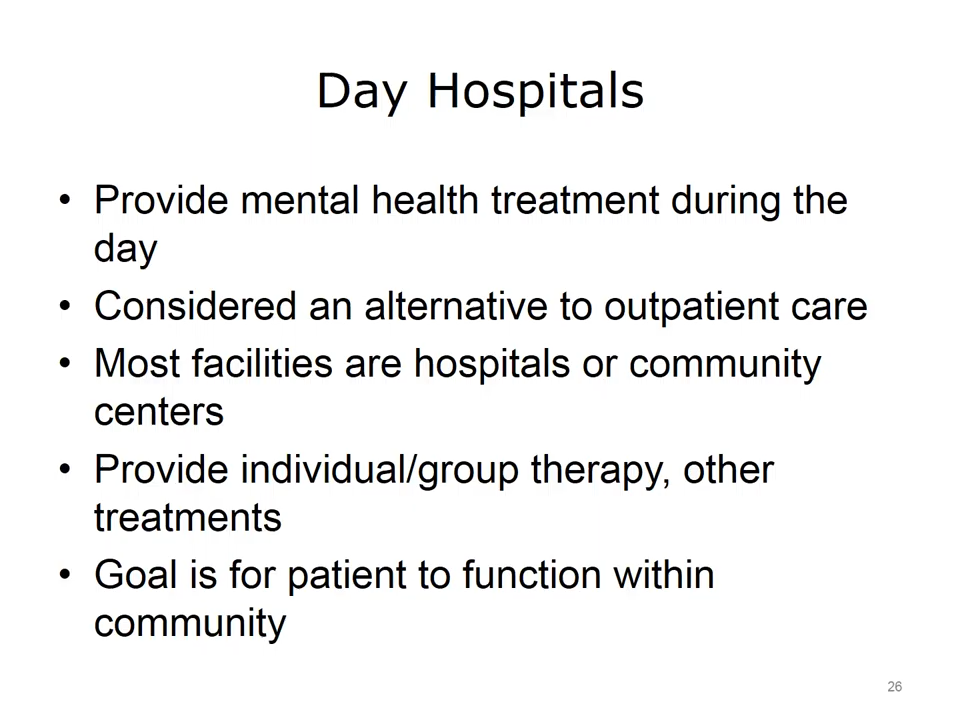 Day Hospitals
• Provide mental health treatment during the
day
• Considered an alternative to outpatient care
• Most facilities are hospitals or community
centers
• Provide individual/group therapy, other
treatments
• Goal is for patient to function within
community
26